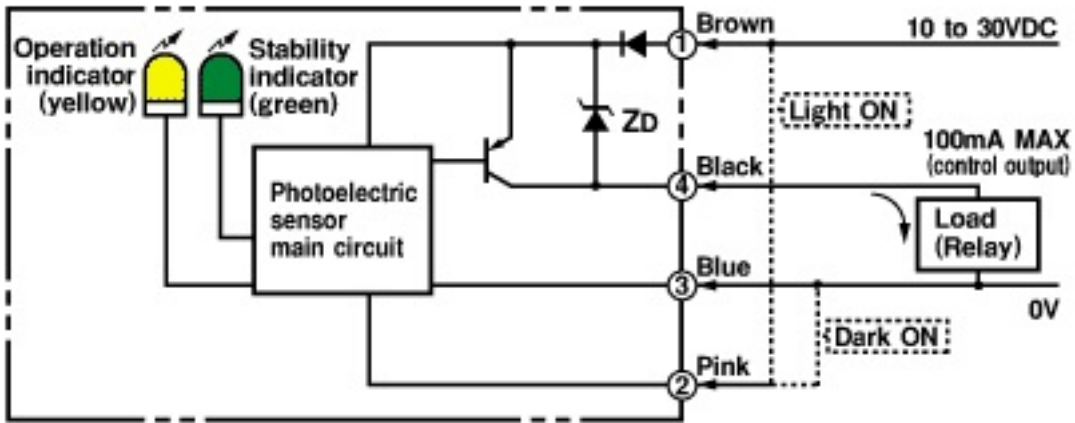 Operation
indicator
(yellow)
Stability
indicator
(green)
Photoelectric
sensor
main circuit
ZD
1
Brown
10 to 30VDC
Light ON
100mA MAX
(control output)
4
Black
Load
(Relay)
3
Blue
0V
Dark ON
2
Pink